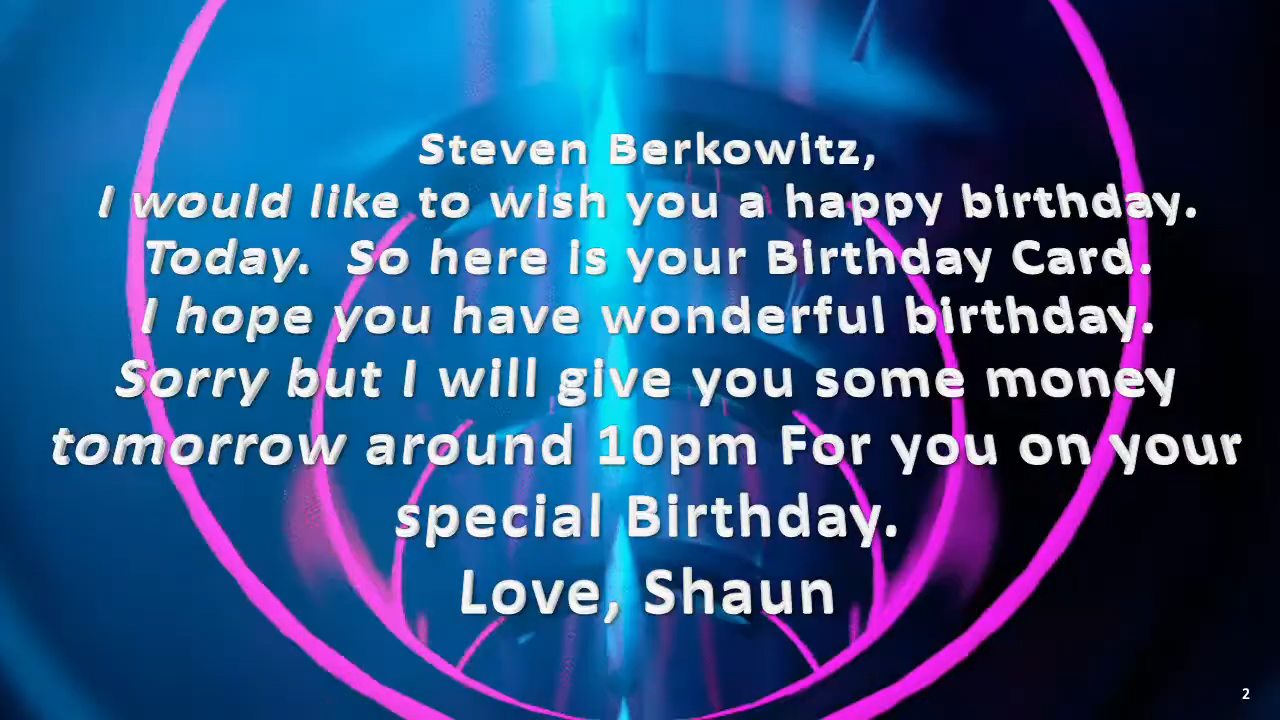 Steven Berkowitz,
I would like to wish you a happy birthday.
Today.  So here is your Birthday Card.
I hope you have wonderful birthday.
Sorry but I will give you some money
tomorrow around 10pm For you on your
special Birthday.
Love, Shaun
2